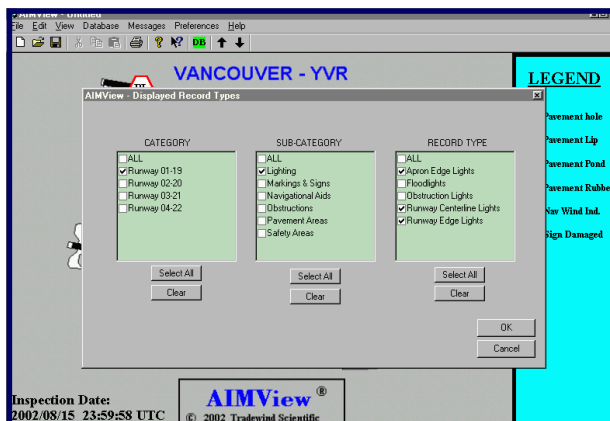 AIMView - Untitled
File Edit View Database Messages Preferences Help
DB
VANCOUVER - YVR
LEGEND
Pavement hole
Pavement Lip
Pavement Pond
Pavement Rubbe
Nav Wind Ind.
Sign Damaged
AIMView - Displayed Record Types
CATEGORY
ALL
Runway 01-19
Runway 02-20
Runway 03-21
Runway 04-22
Select All
Clear
SUB-CATEGORY
ALL
Lighting
Markings & Signs
Navigational Aids
Obstructions
Pavement Areas
Safety Areas
Select All
Clear
RECORD TYPE
ALL
Apron Edge Lights
Floodlights
Obstruction Lights
Runway Centerline Lights
Runway Edge Lights
Select All
Clear
OK
Cancel
Inspection Date:
2002/08/15 23:59:58 UTC
AIMView ®
© 2002 Tradewind Scientific